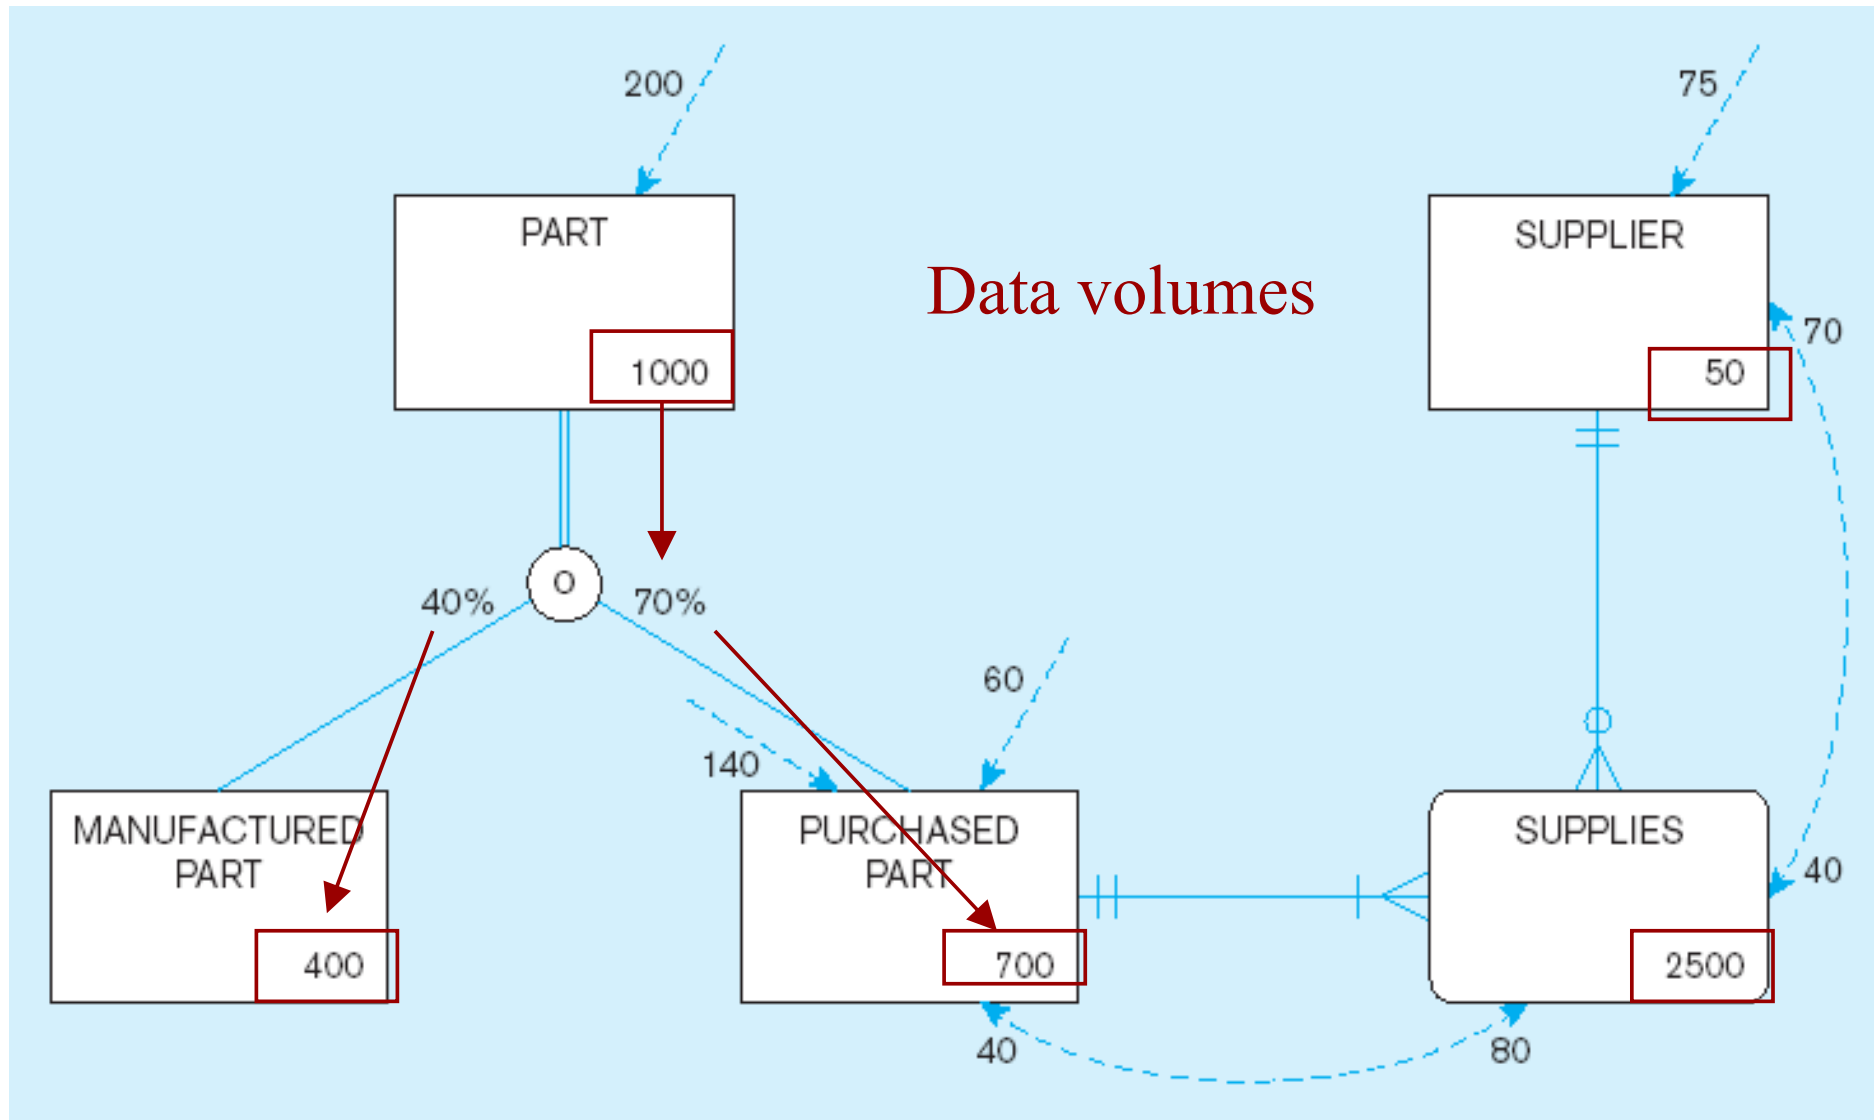 200
75
PART
SUPPLIER
Data volumes
70
1000
50
O
40%
70%
60
140
MANUFACTURED
PART
PURCHASED
PART
SUPPLIES
40
400
700
2500
40
80